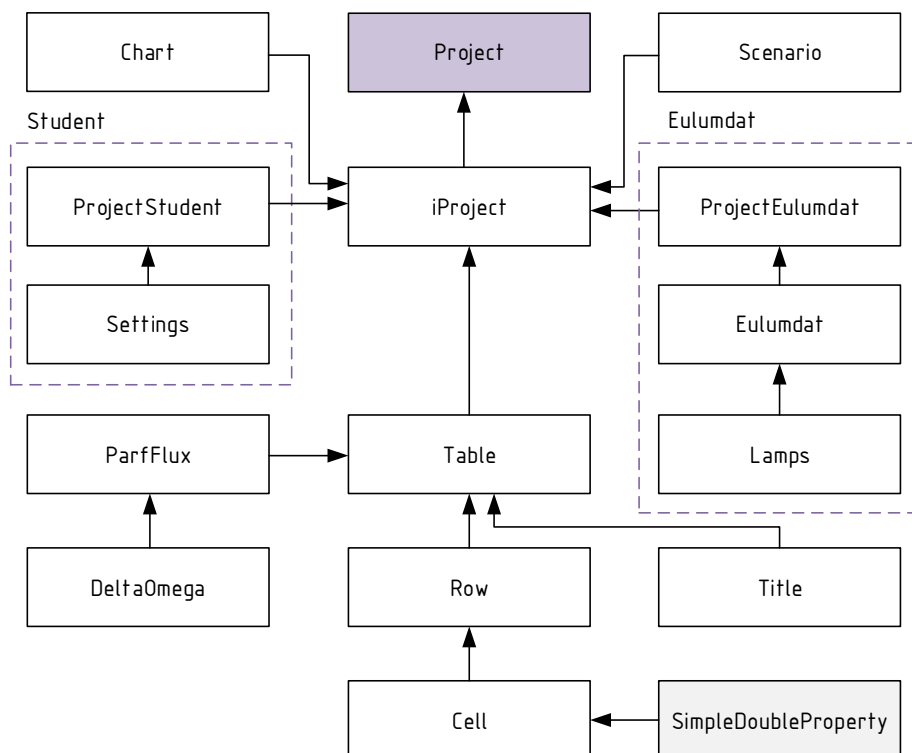 Chart
Project
Scenario
Student
Eulumdat
ProjectStudent
iProject
ProjectEulumdat
Settings
Eulumdat
ParfFlux
Table
Lamps
DeltaOmega
Row
Title
Cell
SimpleDoubleProperty